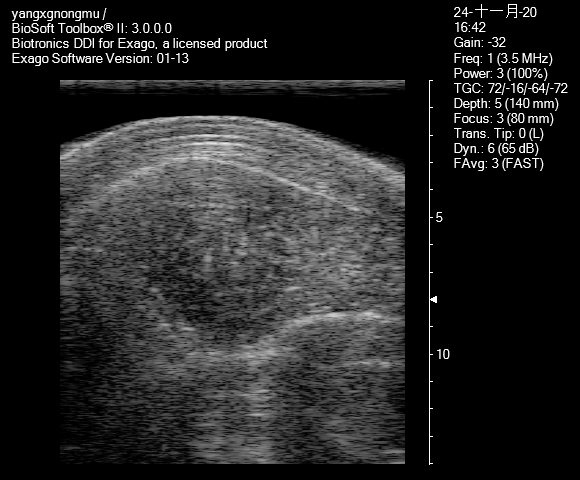 yangxgnongmu /
BioSoft Toolbox® II: 3.0.0.0
Biotronics DDI for Exago, a licensed product
Exago Software Version: 01-13
24-十一月-20
16:42
Gain: -32
Freq: 1 (3.5 MHz)
Power: 3 (100%)
TGC: 72/-16/-64/-72
Depth: 5 (140 mm)
Focus: 3 (80 mm)
Trans. Tip: 0 (L)
Dyn.: 6 (65 dB)
FAvg: 3 (FAST)
5
10